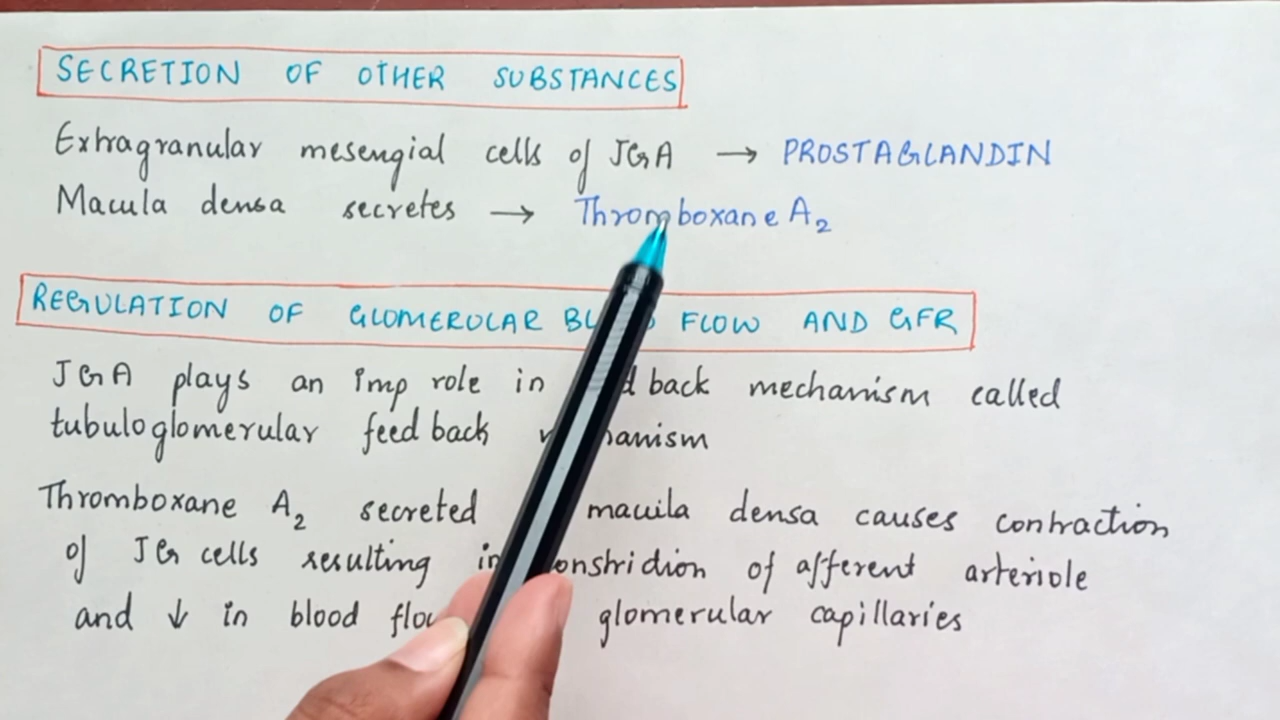 SECRETION OF OTHER SUBSTANCES
Extragranular mesengial cells of JGA → PROSTAGLANDIN
Macula densa secretes → Thromboxane A₂
REGULATION OF GLOMERULAR FLOW AND GFR
JGA plays an imp role in back mechanism called
tubuloglomerular feed back
Thromboxane A₂ secreted macula densa causes contraction
of JG cells resulting in constriction of afferent arteriole
and ↓ in blood glomerular capillaries